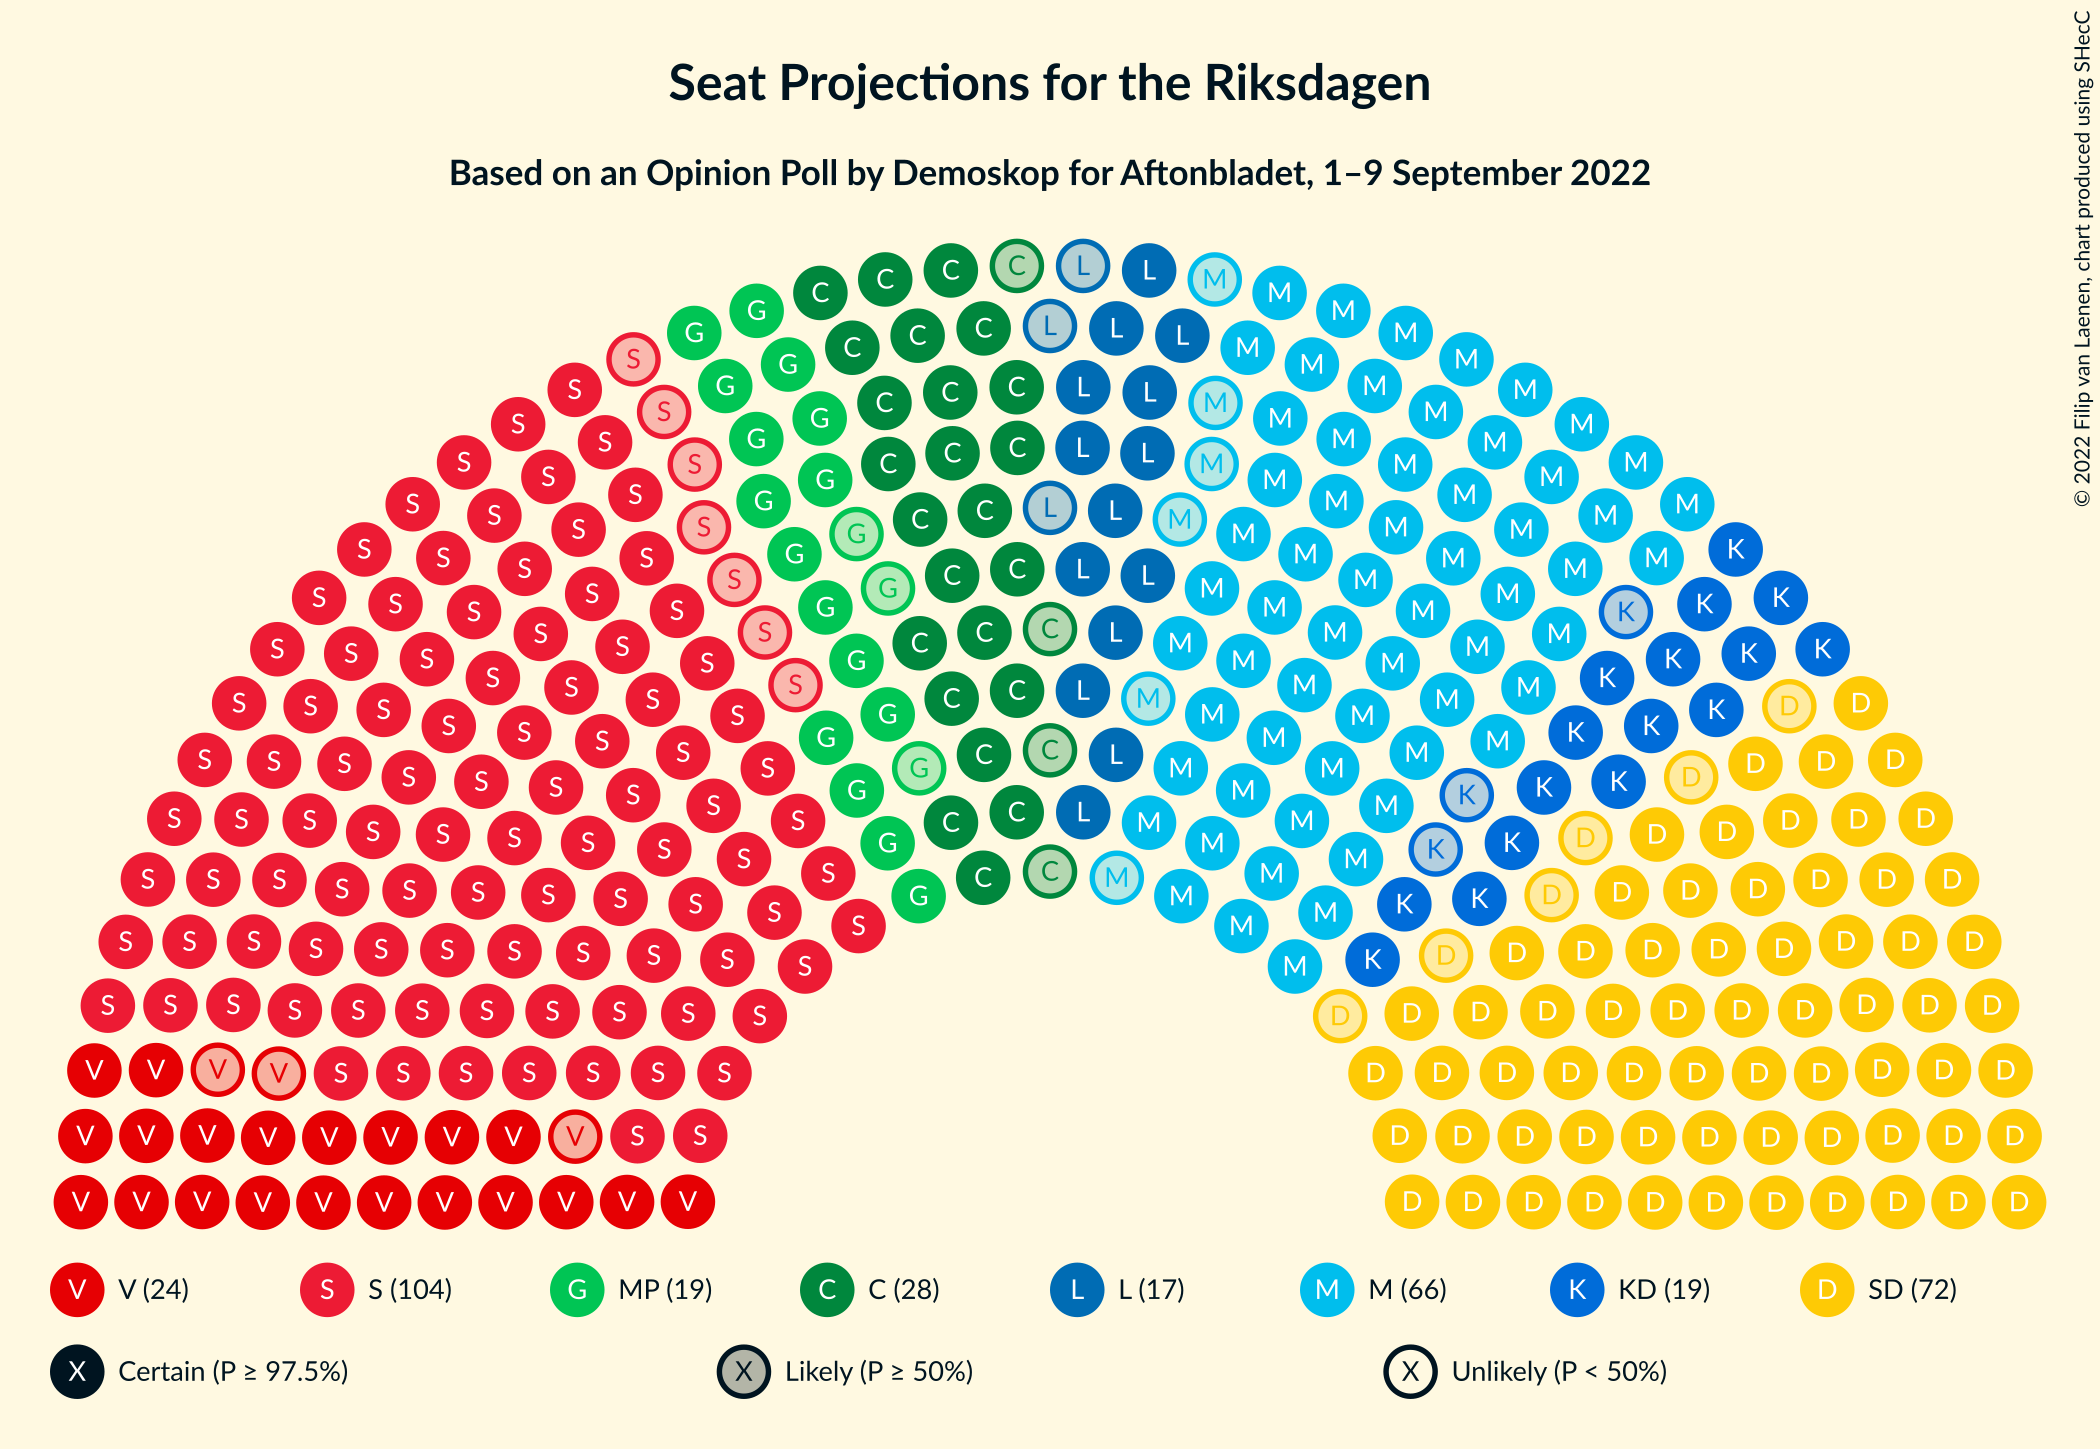 Seat Projections for the Riksdagen
Based on an Opinion Poll by Demoskop for Aftonbladet, 1–9 September 2022
© 2022 Filip van Laenen, chart produced using SHecC
V V (24) S S (104) G MP (19) C C (28) L L (17) M M (66) K KD (19) D SD (72)
X Certain (P ≥ 97.5%) X Likely (P ≥ 50%) X Unlikely (P < 50%)